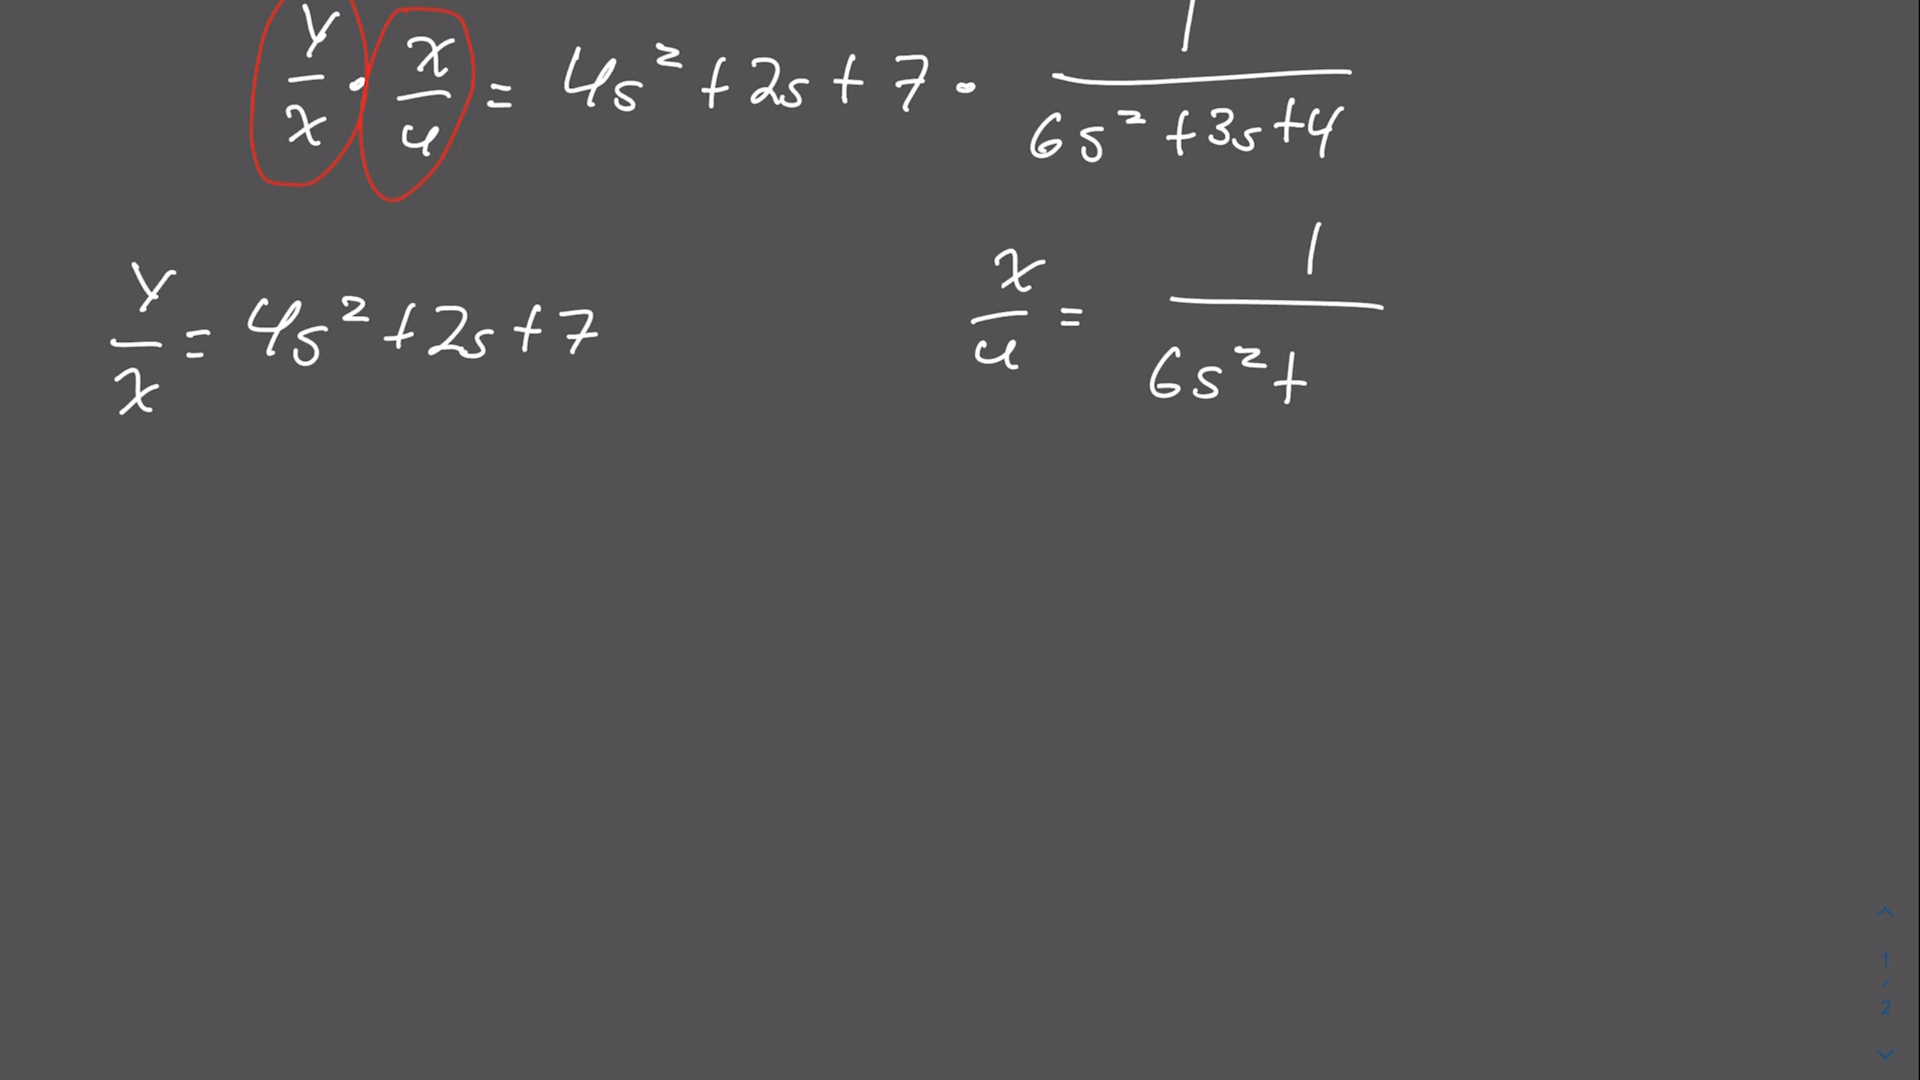 Y/x · x/u = 4s² + 2s + 7 · 1/(6s² + 3s + 4)
Y/x = 4s² + 2s + 7
x/u = 1/(6s² +
1/2